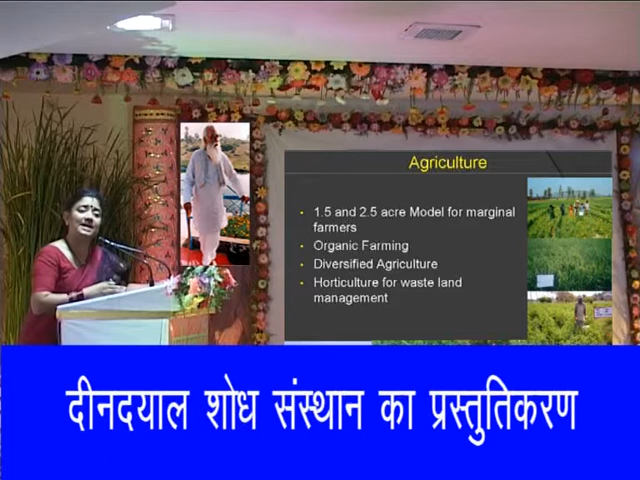 Agriculture
• 1.5 and 2.5 acre Model for marginal
farmers
• Organic Farming
• Diversified Agriculture
• Horticulture for waste land
management
दीनदयाल शोध संस्थान का प्रस्तुतिकरण